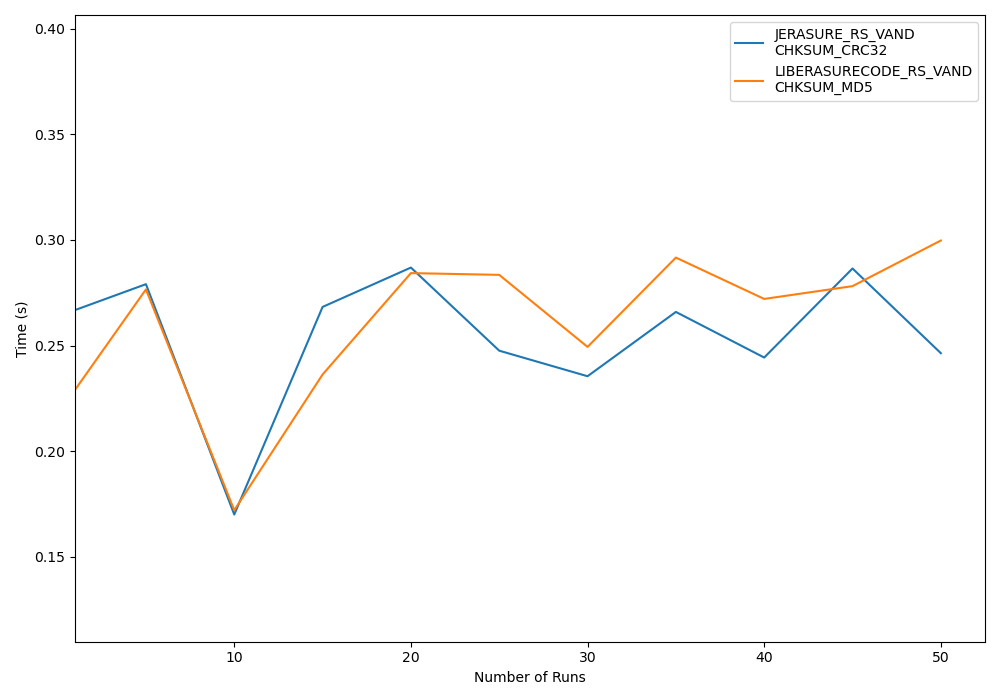 JERASURE_RS_VAND
CHKSUM_CRC32
LIBERASURECODE_RS_VAND
CHKSUM_MD5
0.40
0.35
0.30
0.25
0.20
0.15
Time (s)
10
20
30
40
50
Number of Runs